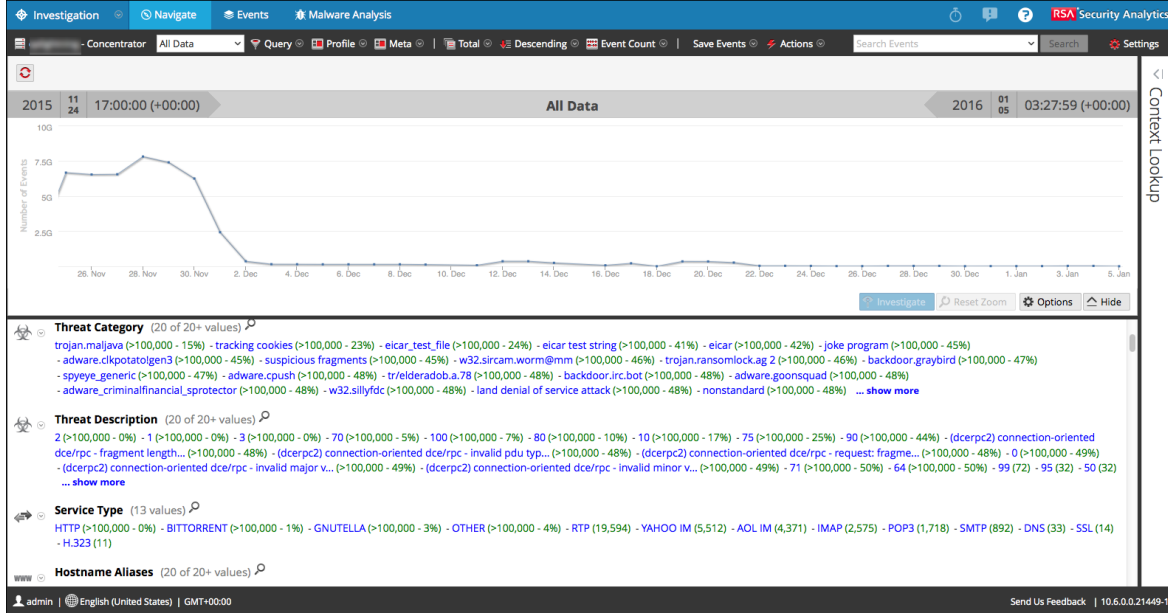 Investigation Navigate Events Malware Analysis RSA Security Analytics
- Concentrator All Data Query Profile Meta | Total Descending Event Count | Save Events Actions Search Events Search Settings
2015 11 24 17:00:00 (+00:00) All Data 2016 01 05 03:27:59 (+00:00)
Context Lookup
Number of Events
10G
7.5G
5G
2.5G
26. Nov 28. Nov 30. Nov 2. Dec 4. Dec 6. Dec 8. Dec 10. Dec 12. Dec 14. Dec 16. Dec 18. Dec 20. Dec 22. Dec 24. Dec 26. Dec 28. Dec 30. Dec 1. Jan 3. Jan 5. Jan
Investigate Reset Zoom Options Hide
Threat Category (20 of 20+ values)
trojan.maljava (>100,000 - 15%) - tracking cookies (>100,000 - 23%) - eicar_test_file (>100,000 - 24%) - eicar test string (>100,000 - 41%) - eicar (>100,000 - 42%) - joke program (>100,000 - 45%)
- adware.clkpotatolgen3 (>100,000 - 45%) - suspicious fragments (>100,000 - 45%) - w32.sircam.worm@mm (>100,000 - 46%) - trojan.ransomlock.ag 2 (>100,000 - 46%) - backdoor.graybird (>100,000 - 47%)
- spyeye_generic (>100,000 - 47%) - adware.cpush (>100,000 - 48%) - tr/elderadob.a.78 (>100,000 - 48%) - backdoor.irc.bot (>100,000 - 48%) - adware.goonsquad (>100,000 - 48%)
- adware_criminalfinancial_sprotector (>100,000 - 48%) - w32.sillyfdc (>100,000 - 48%) - land denial of service attack (>100,000 - 48%) - nonstandard (>100,000 - 48%) ... show more
Threat Description (20 of 20+ values)
2 (>100,000 - 0%) - 1 (>100,000 - 0%) - 3 (>100,000 - 0%) - 70 (>100,000 - 5%) - 100 (>100,000 - 7%) - 80 (>100,000 - 10%) - 10 (>100,000 - 17%) - 75 (>100,000 - 25%) - 90 (>100,000 - 44%) - (dcerpc2) connection-oriented
dce/rpc - fragment length... (>100,000 - 48%) - (dcerpc2) connection-oriented dce/rpc - invalid pdu typ... (>100,000 - 48%) - (dcerpc2) connection-oriented dce/rpc - request: fragme... (>100,000 - 48%) - 0 (>100,000 - 49%)
- (dcerpc2) connection-oriented dce/rpc - invalid major v... (>100,000 - 49%) - (dcerpc2) connection-oriented dce/rpc - invalid minor v... (>100,000 - 49%) - 71 (>100,000 - 50%) - 64 (>100,000 - 50%) - 99 (72) - 95 (32) - 50 (32)
... show more
Service Type (13 values)
HTTP (>100,000 - 0%) - BITTORRENT (>100,000 - 1%) - GNUTELLA (>100,000 - 3%) - OTHER (>100,000 - 4%) - RTP (19,594) - YAHOO IM (5,512) - AOL IM (4,371) - IMAP (2,575) - POP3 (1,718) - SMTP (892) - DNS (33) - SSL (14)
- H.323 (11)
www Hostname Aliases (20 of 20+ values)
admin | English (United States) | GMT+00:00 Send Us Feedback | 10.6.0.0.21449-1